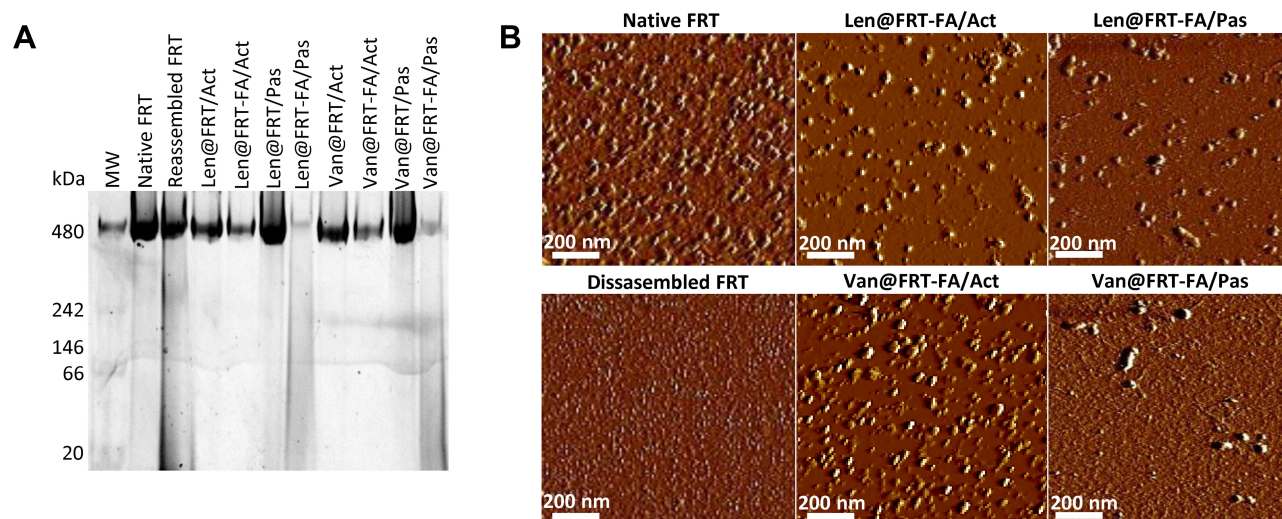 A
MW
Native FRT
Reassembled FRT
Len@FRT/Act
Len@FRT-FA/Act
Len@FRT/Pas
Len@FRT-FA/Pas
Van@FRT/Act
Van@FRT-FA/Act
Van@FRT/Pas
Van@FRT-FA/Pas
kDa
480
242
146
66
20
B
Native FRT
Len@FRT-FA/Act
Len@FRT-FA/Pas
200 nm
200 nm
200 nm
Dissasembled FRT
Van@FRT-FA/Act
Van@FRT-FA/Pas
200 nm
200 nm
200 nm